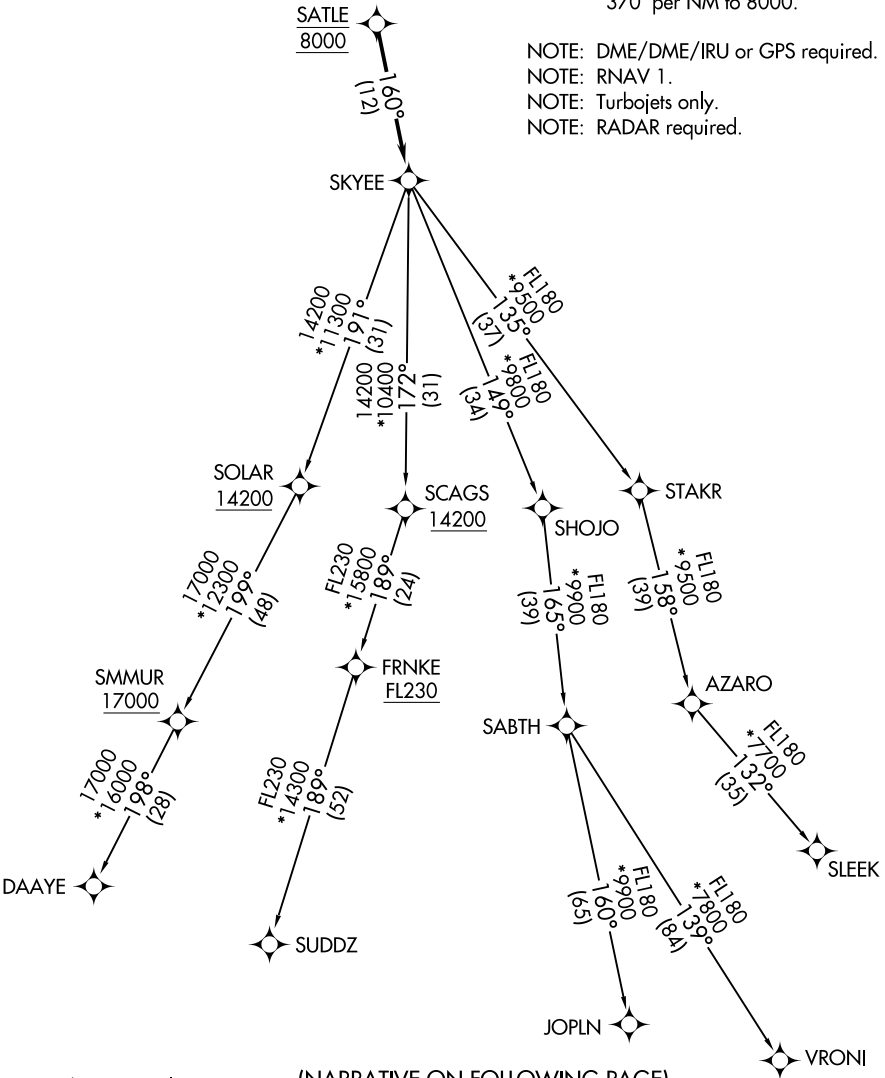 370' per NM to 8000.
SATLE
8000
NOTE: DME/DME/IRU or GPS required.
NOTE: RNAV 1.
NOTE: Turbojets only.
NOTE: RADAR required.
160°
(12)
SKYEE
14200
*11300
191°
(31)
14200
*10400
172°
(31)
FL180
*9800
149°
(34)
FL180
*9500
135°
(37)
SOLAR
14200
SCAGS
14200
SHOJO
STAKR
17000
*12300
199°
(48)
FL230
*15800
189°
(24)
FL180
*9900
165°
(39)
FL180
*9500
158°
(39)
SMMUR
17000
FRNKE
FL230
SABTH
AZARO
17000
*16000
198°
(28)
FL230
*14300
189°
(52)
FL180
*9900
160°
(65)
FL180
*7800
139°
(84)
FL180
*7700
132°
(35)
DAAYE
SUDDZ
SLEEK
JOPLN
VRONI
(NARRATIVE ON FOLLOWING PAGE)